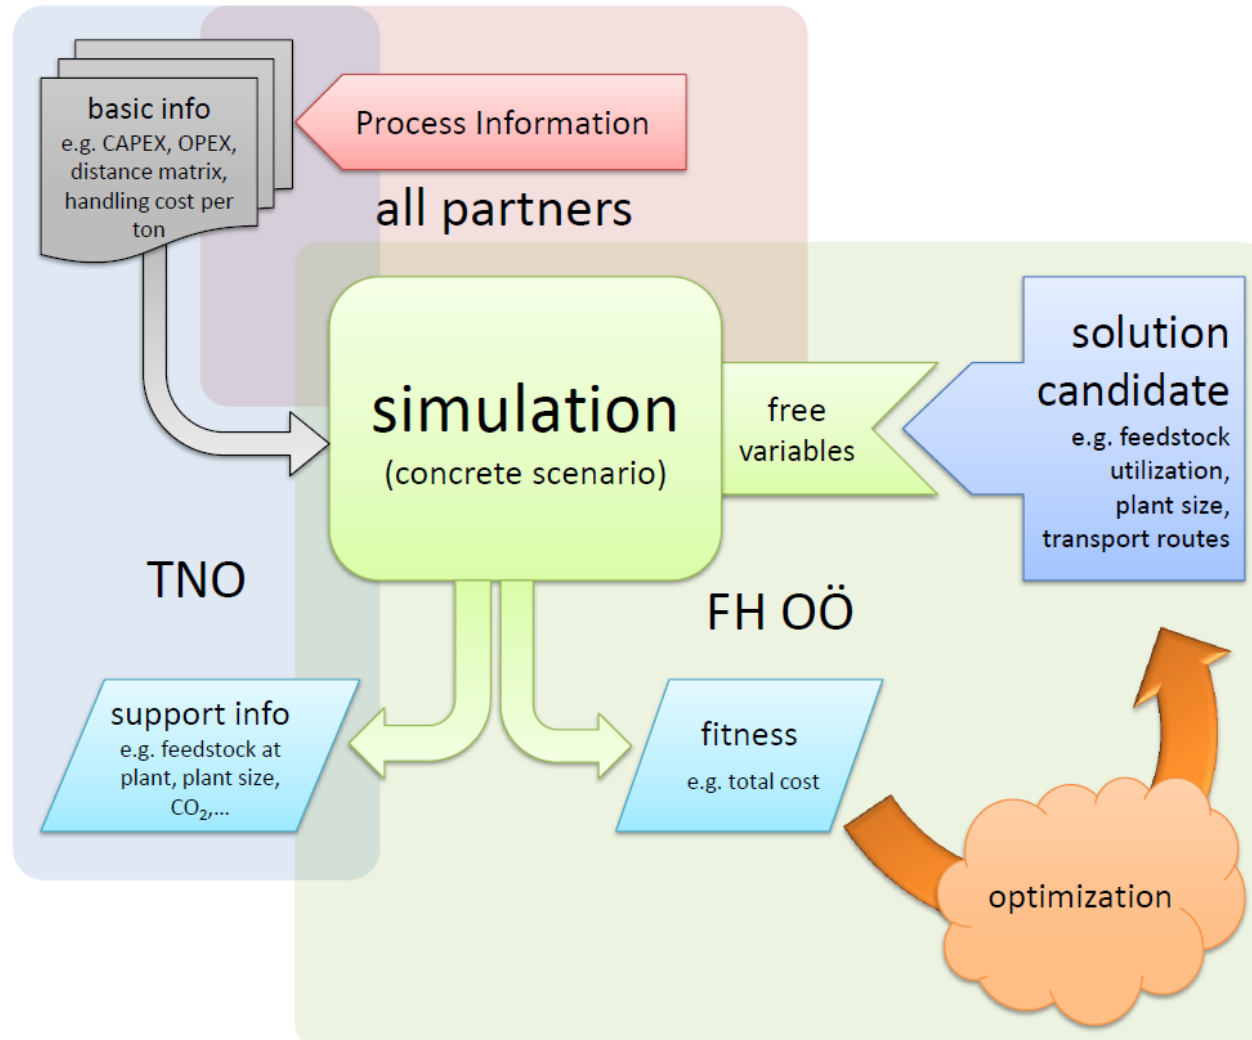 basic info
e.g. CAPEX, OPEX,
distance matrix,
handling cost per
ton
Process Information
all partners
simulation
(concrete scenario)
free
variables
solution
candidate
e.g. feedstock
utilization,
plant size,
transport routes
TNO
FH OÖ
support info
e.g. feedstock at
plant, plant size,
CO₂,...
fitness
e.g. total cost
optimization